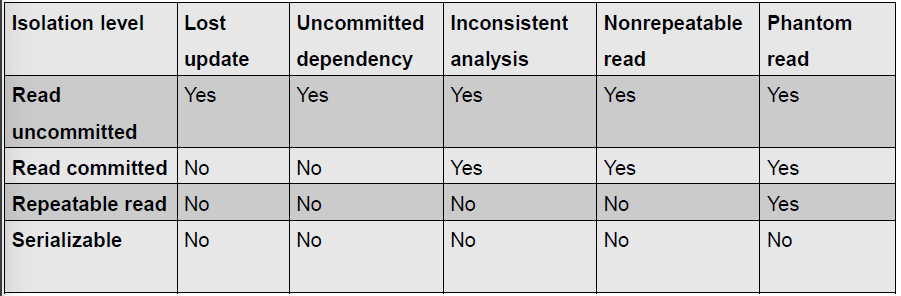 Isolation level Lost update Uncommitted dependency Inconsistent analysis Nonrepeatable read Phantom read
Read uncommitted Yes Yes Yes Yes Yes
Read committed No No Yes Yes Yes
Repeatable read No No No No Yes
Serializable No No No No No